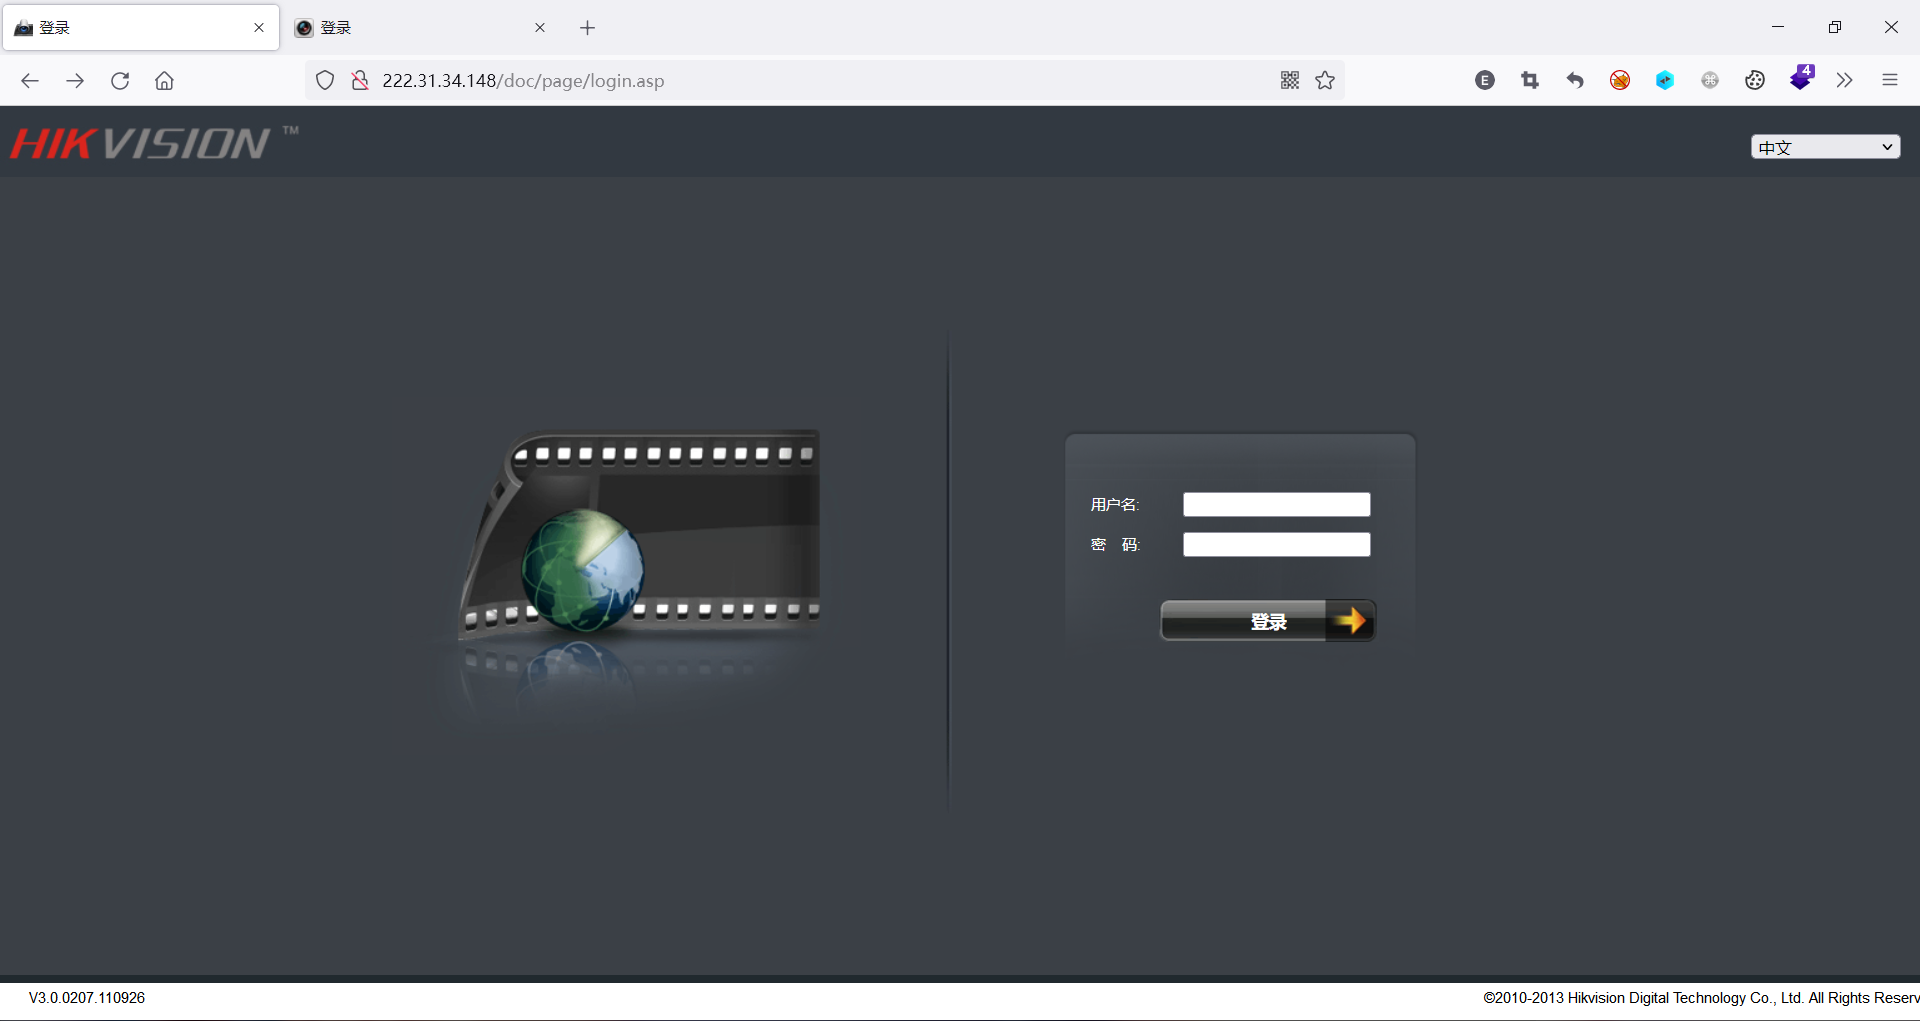 登录
登录
222.31.34.148/doc/page/login.asp
E
4
HIKVISION ™
中文
用户名:
密 码:
登录
V3.0.0207.110926
©2010-2013 Hikvision Digital Technology Co., Ltd. All Rights Reserv